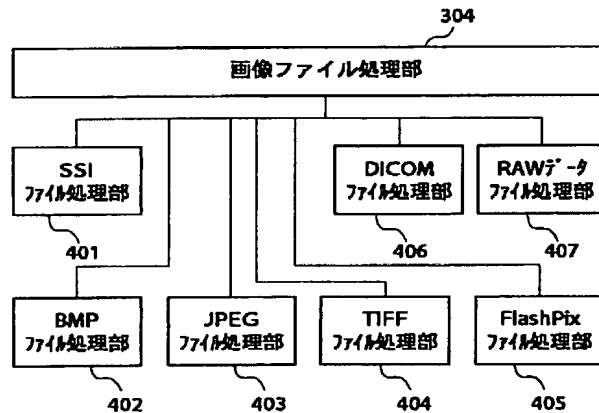 304
画像ファイル処理部
SSI
ファイル処理部
401
DICOM
ファイル処理部
406
RAWデータ
ファイル処理部
407
BMP
ファイル処理部
402
JPEG
ファイル処理部
403
TIFF
ファイル処理部
404
FlashPix
ファイル処理部
405